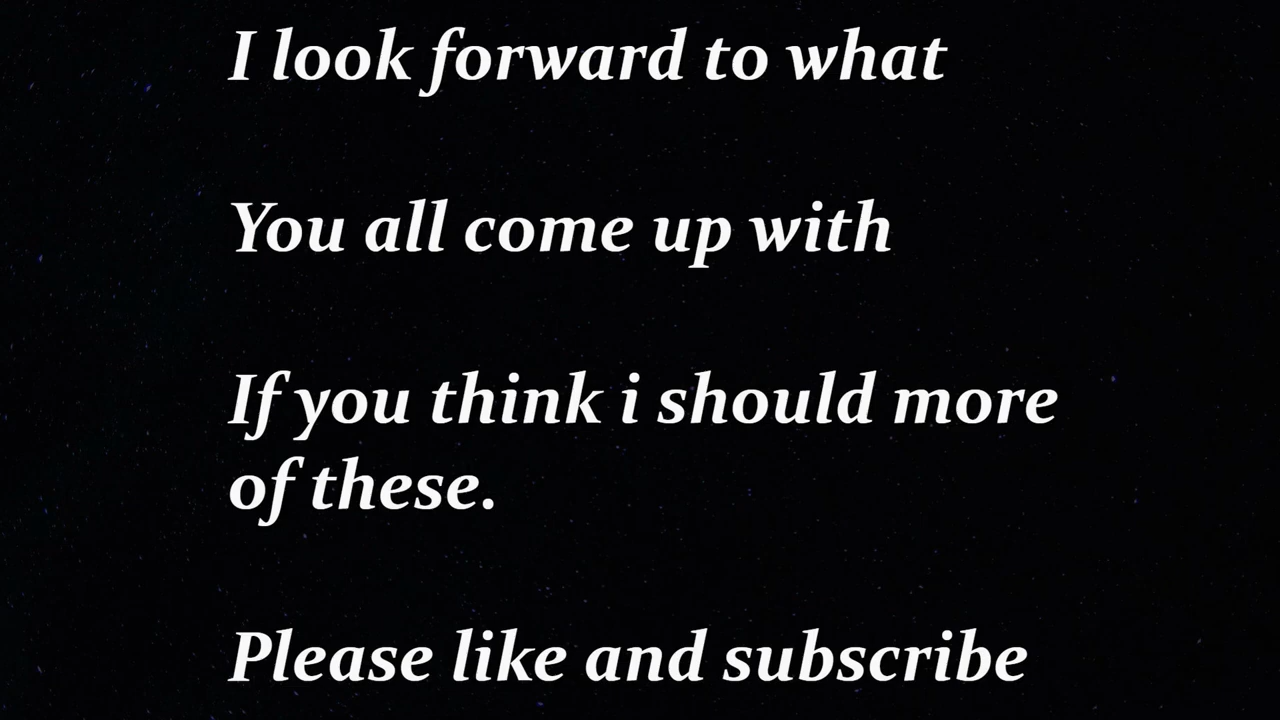 I look forward to what
You all come up with
If you think i should more
of these.
Please like and subscribe